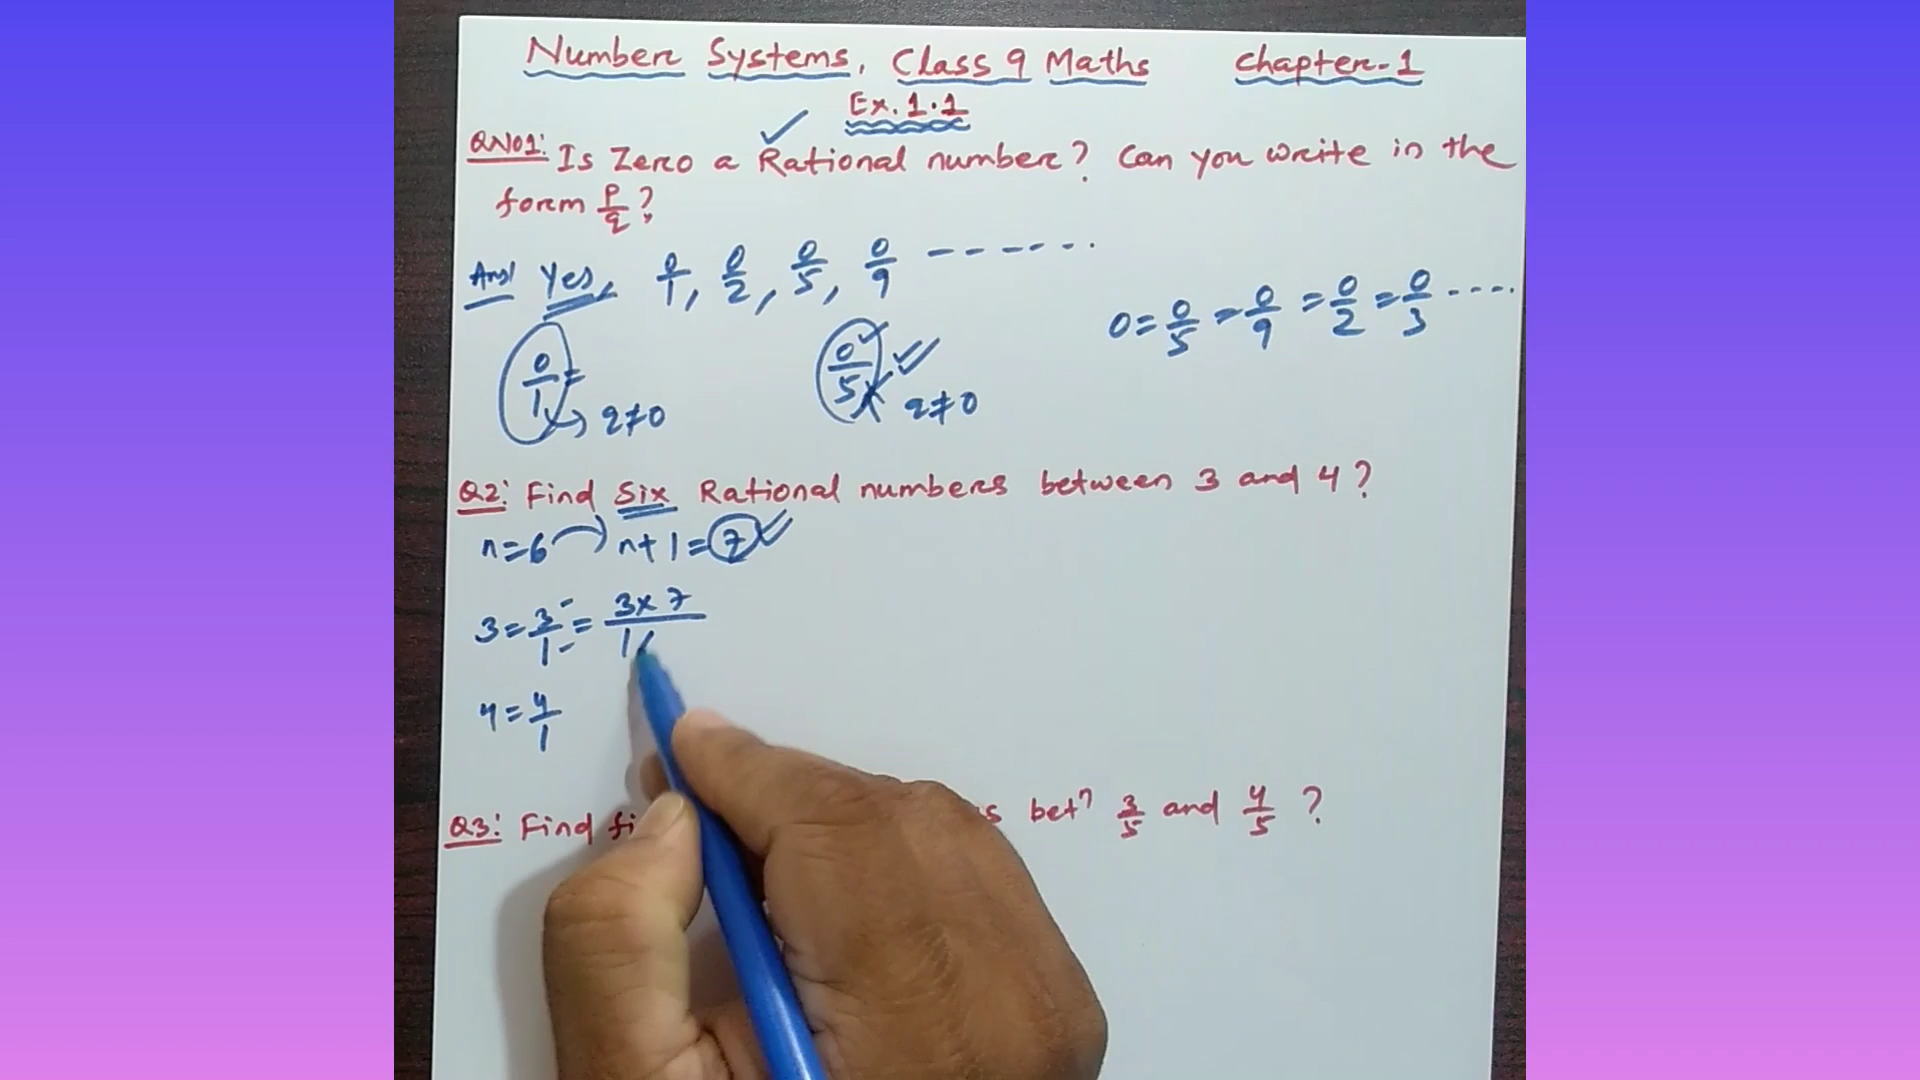 Number Systems, Class 9 Maths Chapter-1
Ex. 1.1
QNo1: Is Zero a Rational number? Can you write in the
form p/q?
Ans/ Yes, 0/1, 0/2, 0/5, 0/9 ------.
0/1= q≠0 0/5 q≠0 0=0/5=0/9=0/2=0/3 ----.
Q2: Find Six Rational numbers between 3 and 4?
n=6 n+1=7
3=3/1=3x7/1
4=4/1
Q3: Find bet? 3/5 and 4/5 ?